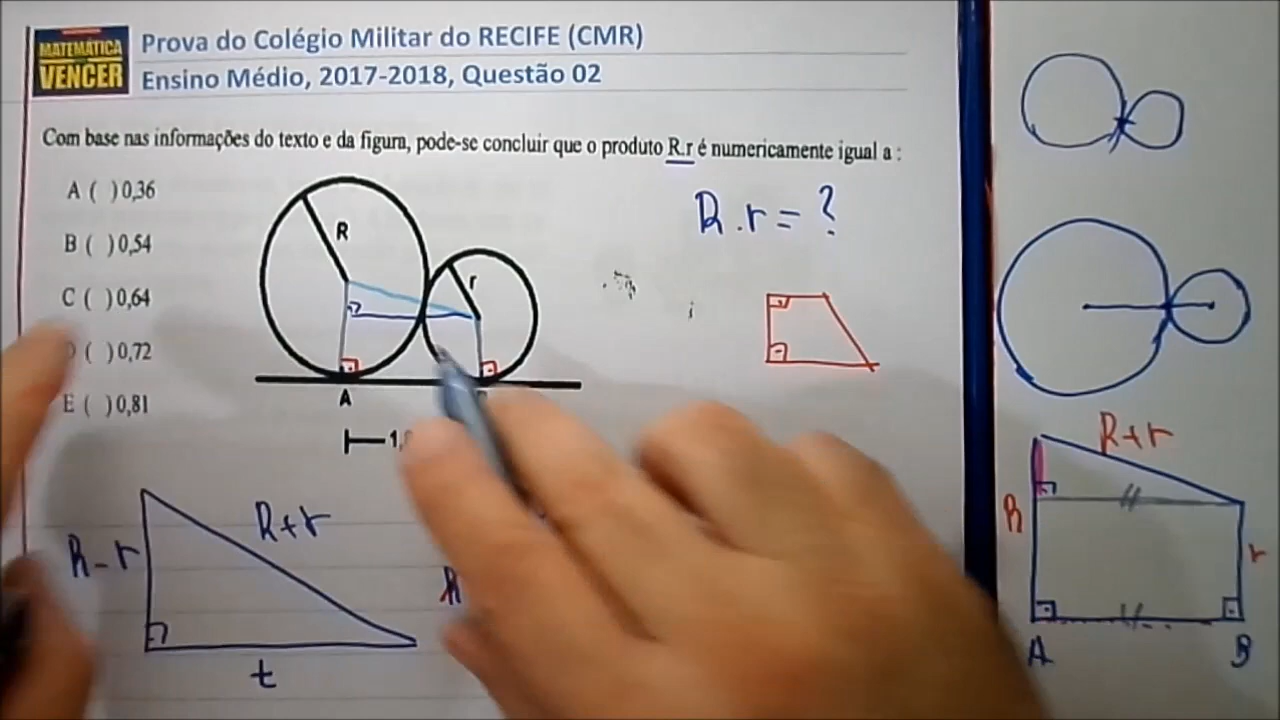 MATEMÁTICA
VENCER
Prova do Colégio Militar do RECIFE (CMR)
Ensino Médio, 2017-2018, Questão 02
Com base nas informações do texto e da figura, pode-se concluir que o produto R.r é numericamente igual a :
A ( ) 0,36
B ( ) 0,54
C ( ) 0,64
( ) 0,72
E ( ) 0,81
R
r
A
R.r = ?
R-r
R+r
t
R+r
R
r
A
B